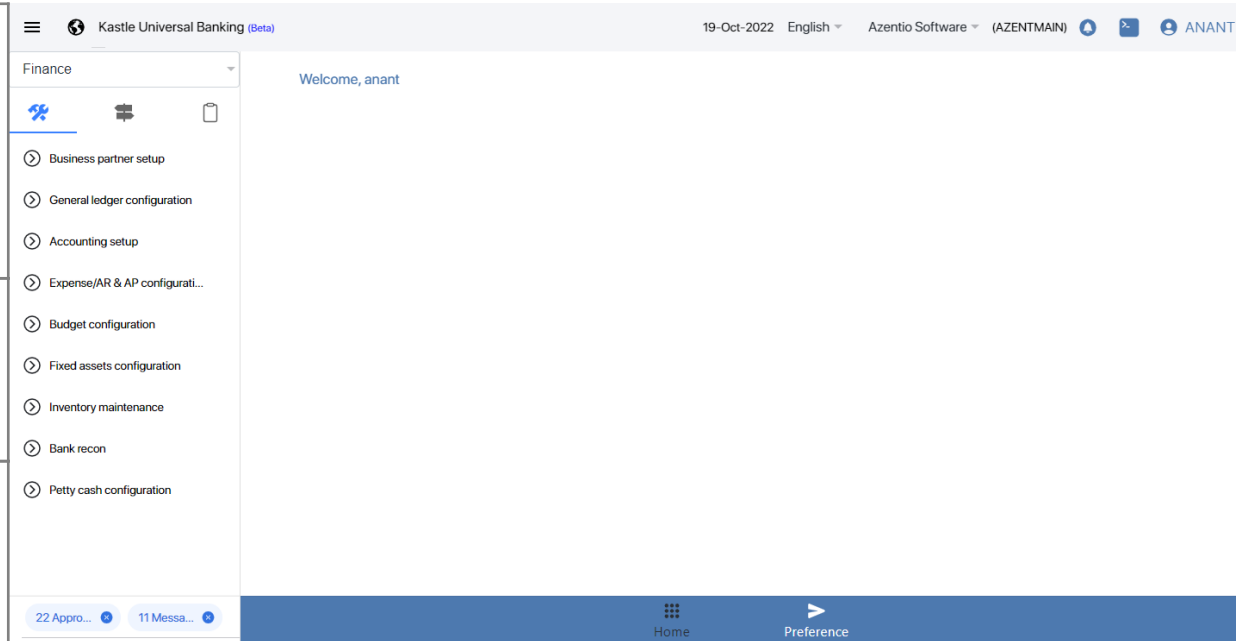 Kastle Universal Banking (Beta) 19-Oct-2022 English Azentio Software (AZENTMAIN) ANANT
Finance
Welcome, anant
Business partner setup
General ledger configuration
Accounting setup
Expense/AR & AP configurati...
Budget configuration
Fixed assets configuration
Inventory maintenance
Bank recon
Petty cash configuration
22 Appro... 11 Messa...
Home Preference